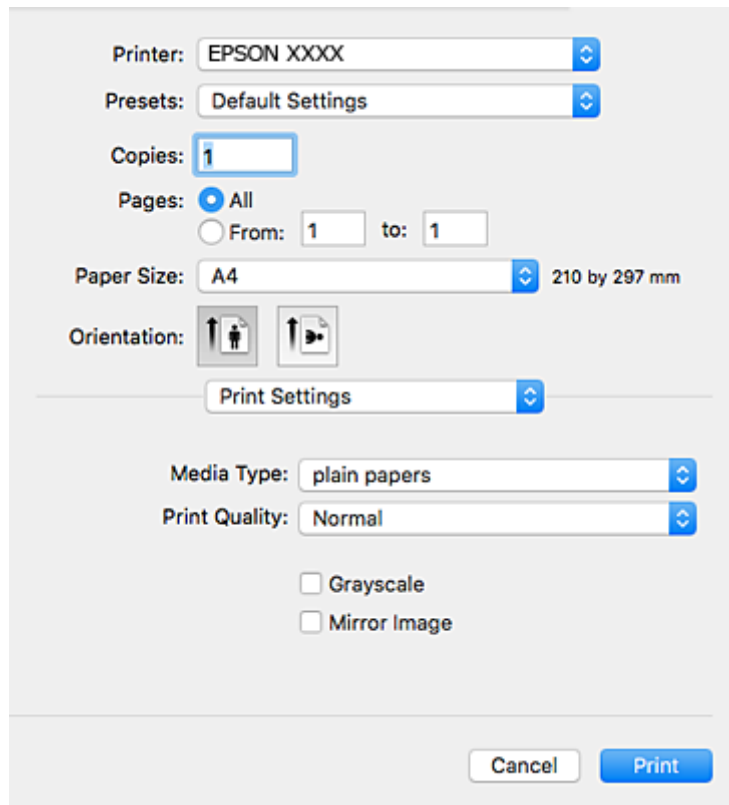 Printer: EPSON XXXX
Presets: Default Settings
Copies: 1
Pages: All
From: 1 to: 1
Paper Size: A4 210 by 297 mm
Orientation:
Print Settings
Media Type: plain papers
Print Quality: Normal
Grayscale
Mirror Image
Cancel Print